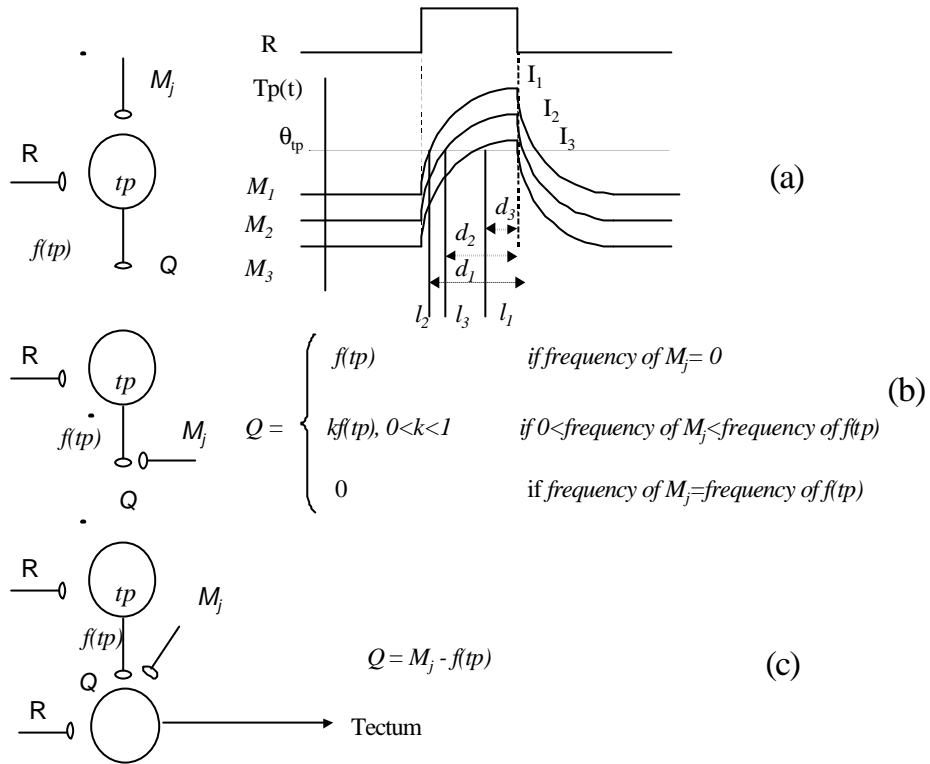 M_j
R
tp
f(tp)
Q
R
Tp(t)
θ_tp
I_1
I_2
I_3
M_1
M_2
M_3
d_3
d_2
d_1
l_2 l_3 l_1
(a)
R
tp
f(tp)
M_j
Q
Q =
f(tp) if frequency of M_j= 0
kf(tp), 0<k<1 if 0<frequency of M_j<frequency of f(tp)
0 if frequency of M_j=frequency of f(tp)
(b)
R
tp
M_j
f(tp)
Q
R
Q = M_j - f(tp)
Tectum
(c)